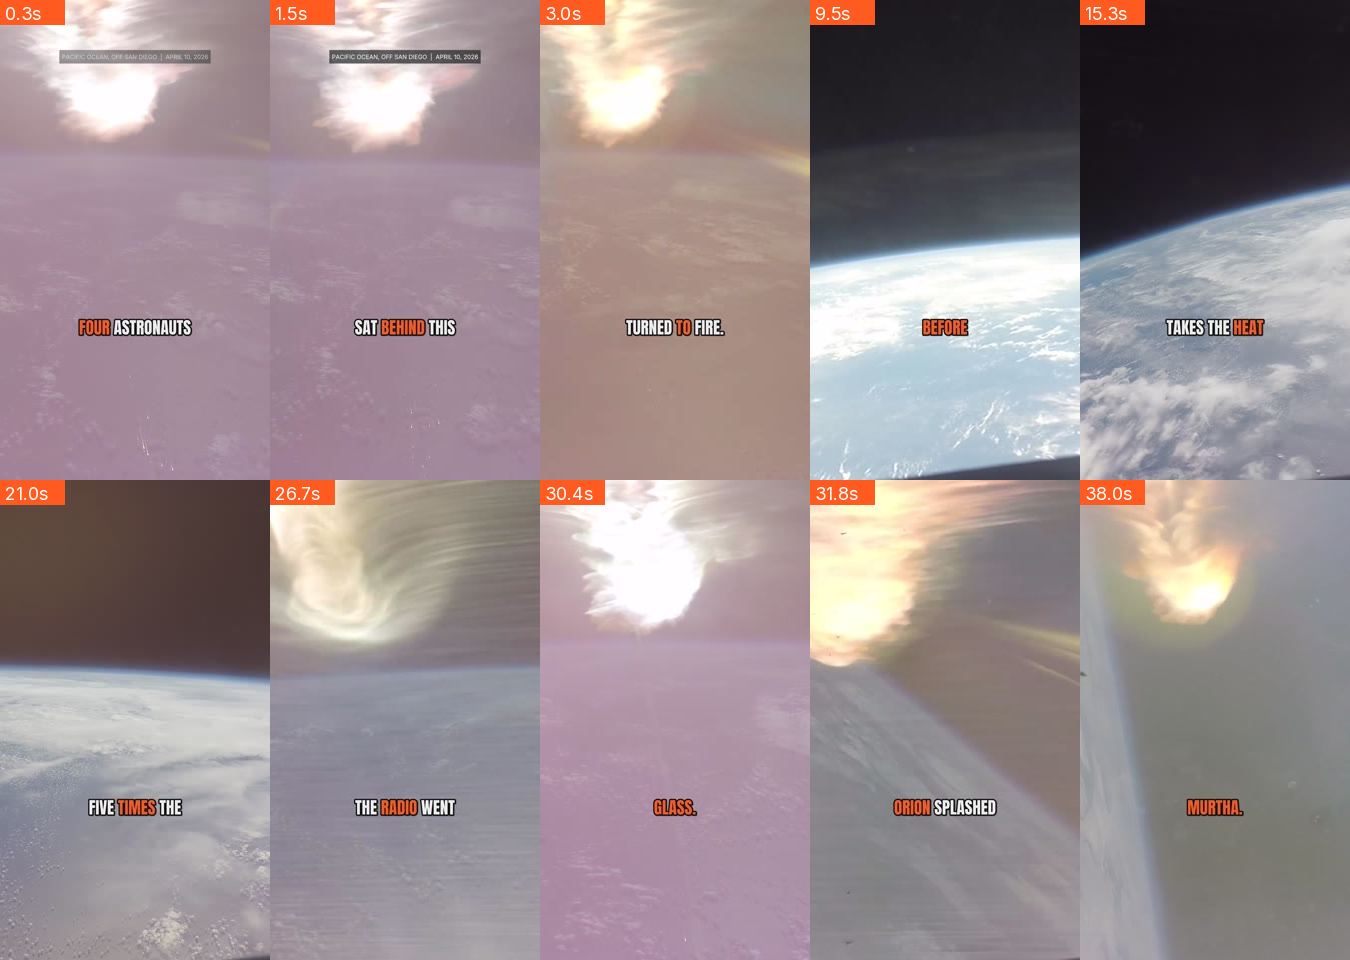 0.3s
PACIFIC OCEAN, OFF SAN DIEGO | APRIL 10, 2026
FOUR ASTRONAUTS
1.5s
PACIFIC OCEAN, OFF SAN DIEGO | APRIL 10, 2026
SAT BEHIND THIS
3.0s
TURNED TO FIRE.
9.5s
BEFORE
15.3s
TAKES THE HEAT
21.0s
FIVE TIMES THE
26.7s
THE RADIO WENT
30.4s
GLASS.
31.8s
ORION SPLASHED
38.0s
MURTHA.